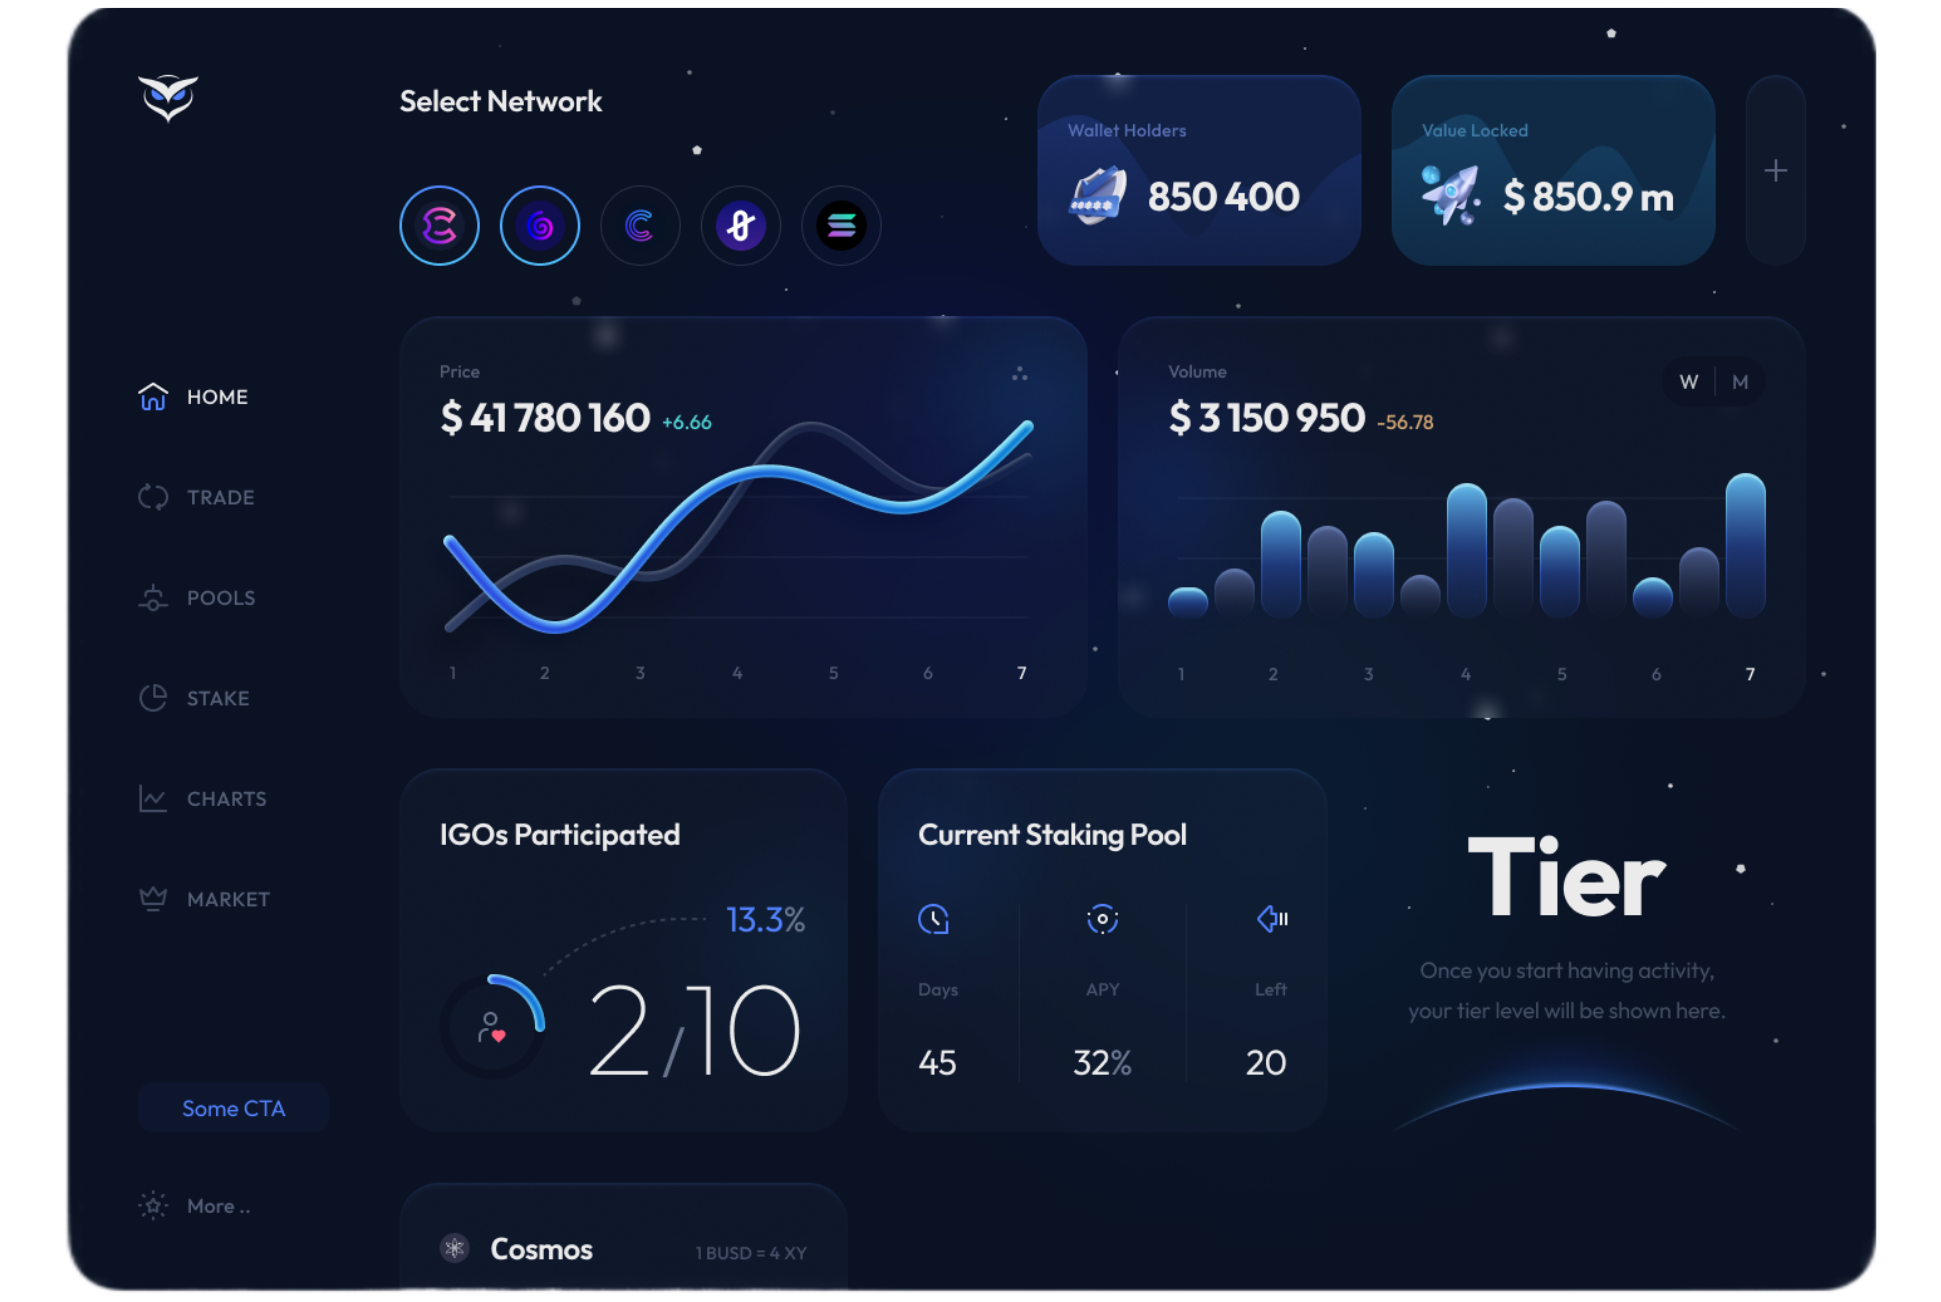 Select Network
Wallet Holders
850 400
Value Locked
$ 850.9 m
+
HOME
TRADE
POOLS
STAKE
CHARTS
MARKET
Some CTA
More ..
Price
$ 41 780 160 +6.66
1 2 3 4 5 6 7
Volume
W | M
$ 3 150 950 -56.78
1 2 3 4 5 6 7
IGOs Participated
13.3%
2/10
Current Staking Pool
Days APY Left
45 32% 20
Tier
Once you start having activity,
your tier level will be shown here.
Cosmos 1 BUSD = 4 XY